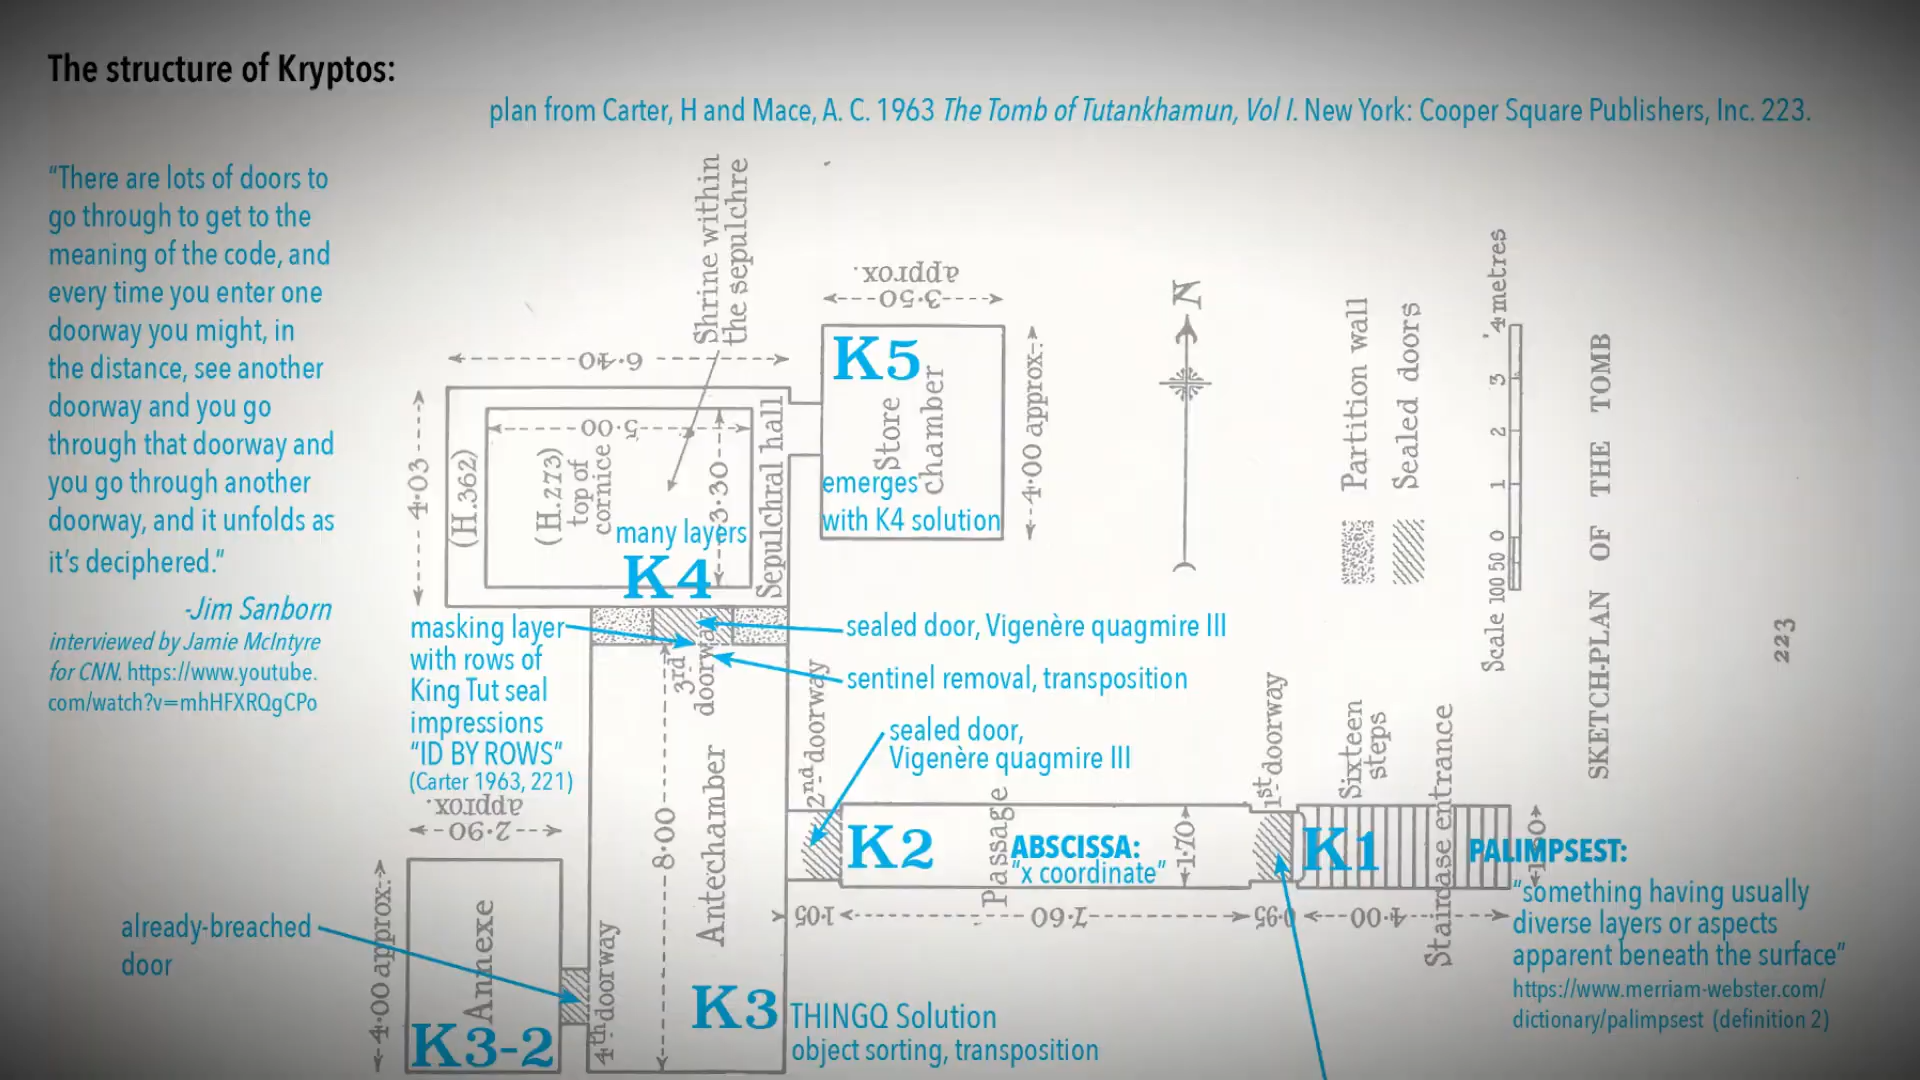 The structure of Kryptos:
plan from Carter, H and Mace, A. C. 1963 The Tomb of Tutankhamun, Vol I. New York: Cooper Square Publishers, Inc. 223.
“There are lots of doors to
go through to get to the
meaning of the code, and
every time you enter one
doorway you might, in
the distance, see another
doorway and you go
through that doorway and
you go through another
doorway, and it unfolds as
it’s deciphered.“
-Jim Sanborn
interviewed by Jamie McIntyre
for CNN. https://www.youtube.
com/watch?v=mhHFXRQgCPo
Shrine within
the sepulchre
approx.
3·50
6·40
K5
Store
chamber
emerges
with K4 solution
4·00 approx.
5·00
4·03
(H.362)
(H.273)
top of
cornice
3·30
many layers
K4
Sepulchral hall
N
Partition wall
Sealed doors
4 metres
3
2
1
0
50
100
Scale
SKETCH-PLAN OF THE TOMB
223
masking layer
with rows of
King Tut seal
impressions
“ID BY ROWS”
(Carter 1963, 221)
sealed door, Vigenère quagmire III
sentinel removal, transposition
3rd
doorway
2nd doorway
sealed door,
Vigenère quagmire III
1st doorway
Sixteen
steps
Staircase entrance
approx.
2·90
8·00
Antechamber
K2
Passage
ABSCISSA:
“x coordinate”
1·70
K1
PALIMPSEST:
“something having usually
diverse layers or aspects
apparent beneath the surface”
https://www.merriam-webster.com/
dictionary/palimpsest (definition 2)
1·05
7·60
0·95
4·00
already-breached
door
4·00 approx.
Annexe
K3-2
4th doorway
K3
THINGQ Solution
object sorting, transposition